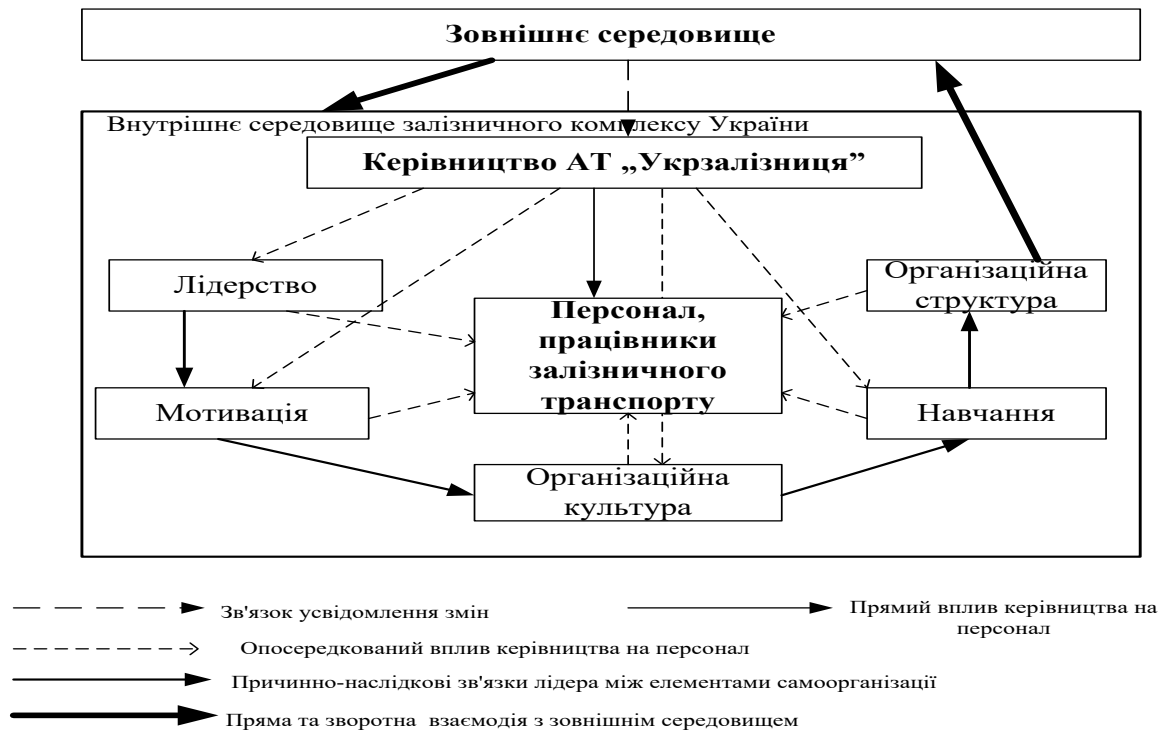 Зовнішнє середовище
Внутрішнє середовище залізничного комплексу України
Керівництво АТ „Укрзалізниця”
Лідерство
Організаційна
структура
Персонал,
працівники
залізничного
транспорту
Мотивація
Навчання
Організаційна
культура
Зв'язок усвідомлення змін
Прямий вплив керівництва на
персонал
Опосередкований вплив керівництва на персонал
Причинно-наслідкові зв'язки лідера між елементами самоорганізації
Пряма та зворотна взаємодія з зовнішнім середовищем